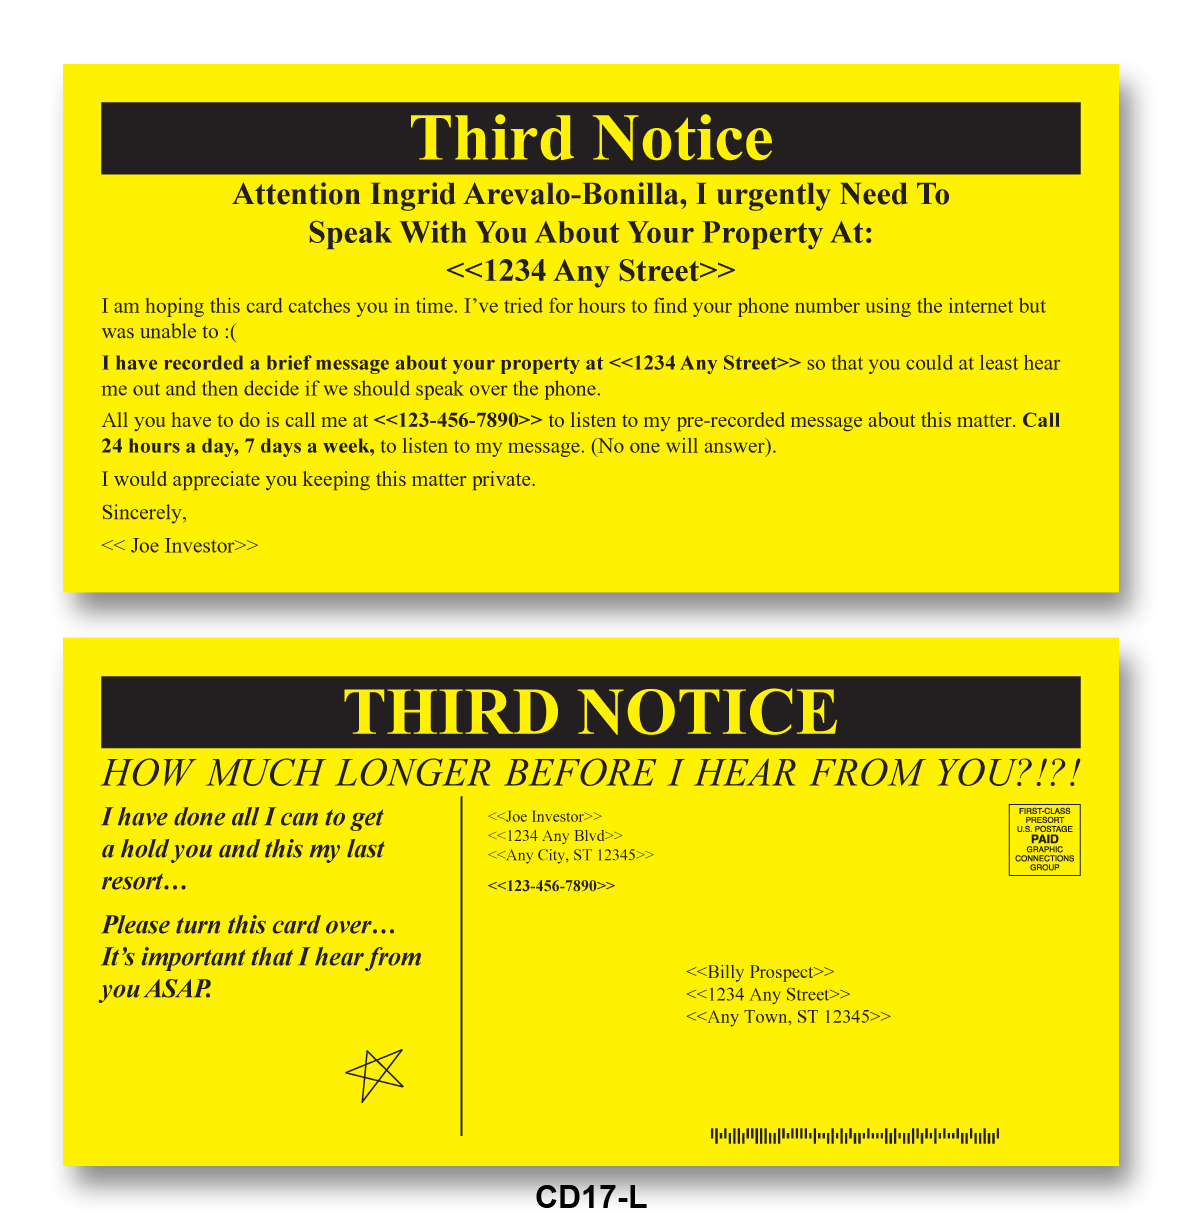 Third Notice
Attention Ingrid Arevalo-Bonilla, I urgently Need To
Speak With You About Your Property At:
<<1234 Any Street>>
I am hoping this card catches you in time. I’ve tried for hours to find your phone number using the internet but
was unable to :(
I have recorded a brief message about your property at <<1234 Any Street>> so that you could at least hear
me out and then decide if we should speak over the phone.
All you have to do is call me at <<123-456-7890>> to listen to my pre-recorded message about this matter. Call
24 hours a day, 7 days a week, to listen to my message. (No one will answer).
I would appreciate you keeping this matter private.
Sincerely,
<< Joe Investor>>
THIRD NOTICE
HOW MUCH LONGER BEFORE I HEAR FROM YOU?!?!
I have done all I can to get
a hold you and this my last
resort…
Please turn this card over…
It’s important that I hear from
you ASAP.
<<Joe Investor>>
<<1234 Any Blvd>>
<<Any City, ST 12345>>
<<123-456-7890>>
FIRST-CLASS
PRESORT
U.S. POSTAGE
PAID
GRAPHIC
CONNECTIONS
GROUP
<<Billy Prospect>>
<<1234 Any Street>>
<<Any Town, ST 12345>>
CD17-L